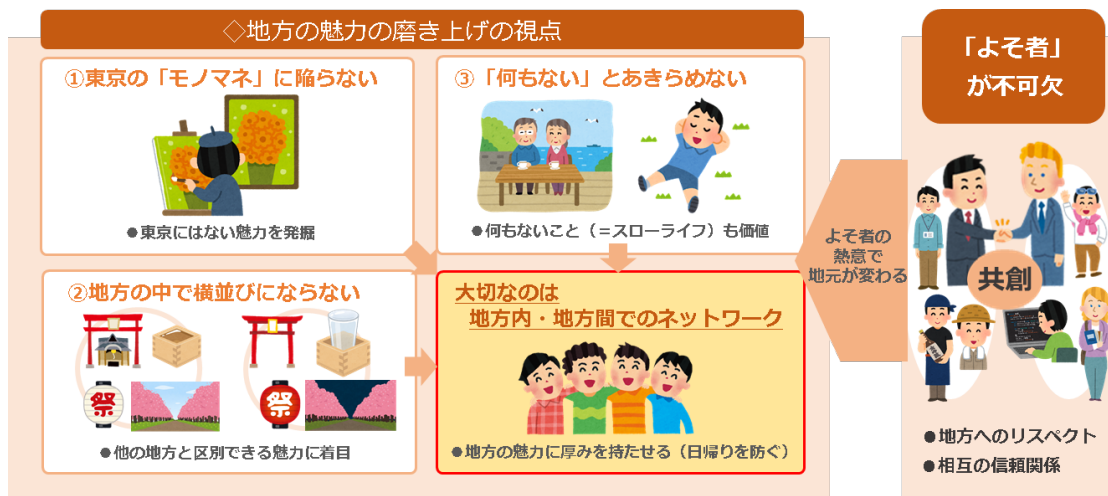 ◇地方の魅力の磨き上げの視点
①東京の「モノマネ」に陥らない
●東京にはない魅力を発掘
②地方の中で横並びにならない
祭
祭
●他の地方と区別できる魅力に着目
③「何もない」とあきらめない
●何もないこと（＝スローライフ）も価値
大切なのは
地方内・地方間でのネットワーク
●地方の魅力に厚みを持たせる（日帰りを防ぐ）
よそ者の
熱意で
地元が変わる
「よそ者」
が不可欠
共創
●地方へのリスペクト
●相互の信頼関係